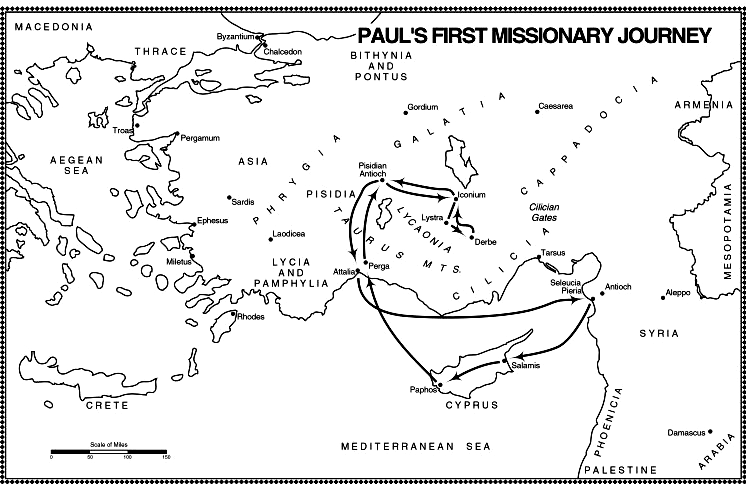 MACEDONIA
THRACE
Byzantium
Chalcedon
PAUL'S FIRST MISSIONARY JOURNEY
BITHYNIA
AND
PONTUS
Gordium
GALATIA
Caesarea
CAPPADOCIA
ARMENIA
Troas
Pergamum
AEGEAN
SEA
ASIA
PHRYGIA
Pisidian
Antioch
PISIDIA
Iconium
Sardis
Lystra
LYCAONIA
Derbe
Cilician
Gates
MESOPOTAMIA
Ephesus
Laodicea
TAURUS MTS.
CILICIA
Tarsus
Miletus
LYCIA
AND
PAMPHYLIA
Attalia
Perga
Seleucia
Pieria
Antioch
Aleppo
Rhodes
SYRIA
Salamis
Paphos
CYPRUS
CRETE
PHOENICIA
Damascus
ARABIA
Scale of Miles
0 50 100 150
MEDITERRANEAN SEA
PALESTINE